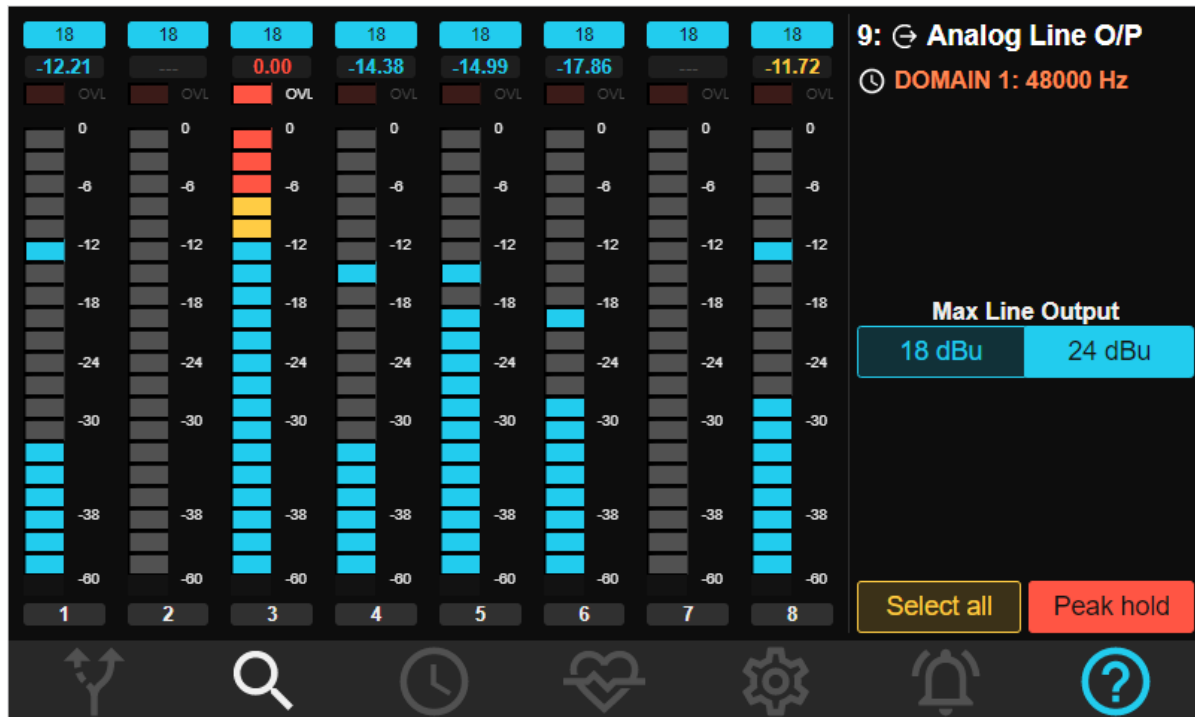 18 18 18 18 18 18 18 18
9: Analog Line O/P
-12.21 --- 0.00 -14.38 -14.99 -17.86 --- -11.72
DOMAIN 1: 48000 Hz
OVL OVL OVL OVL OVL OVL OVL OVL
0 0 0 0 0 0 0 0
-6 -6 -6 -6 -6 -6 -6 -6
-12 -12 -12 -12 -12 -12 -12 -12
-18 -18 -18 -18 -18 -18 -18 -18
Max Line Output
18 dBu 24 dBu
-24 -24 -24 -24 -24 -24 -24 -24
-30 -30 -30 -30 -30 -30 -30 -30
-38 -38 -38 -38 -38 -38 -38 -38
-60 -60 -60 -60 -60 -60 -60 -60
Select all Peak hold
1 2 3 4 5 6 7 8
?